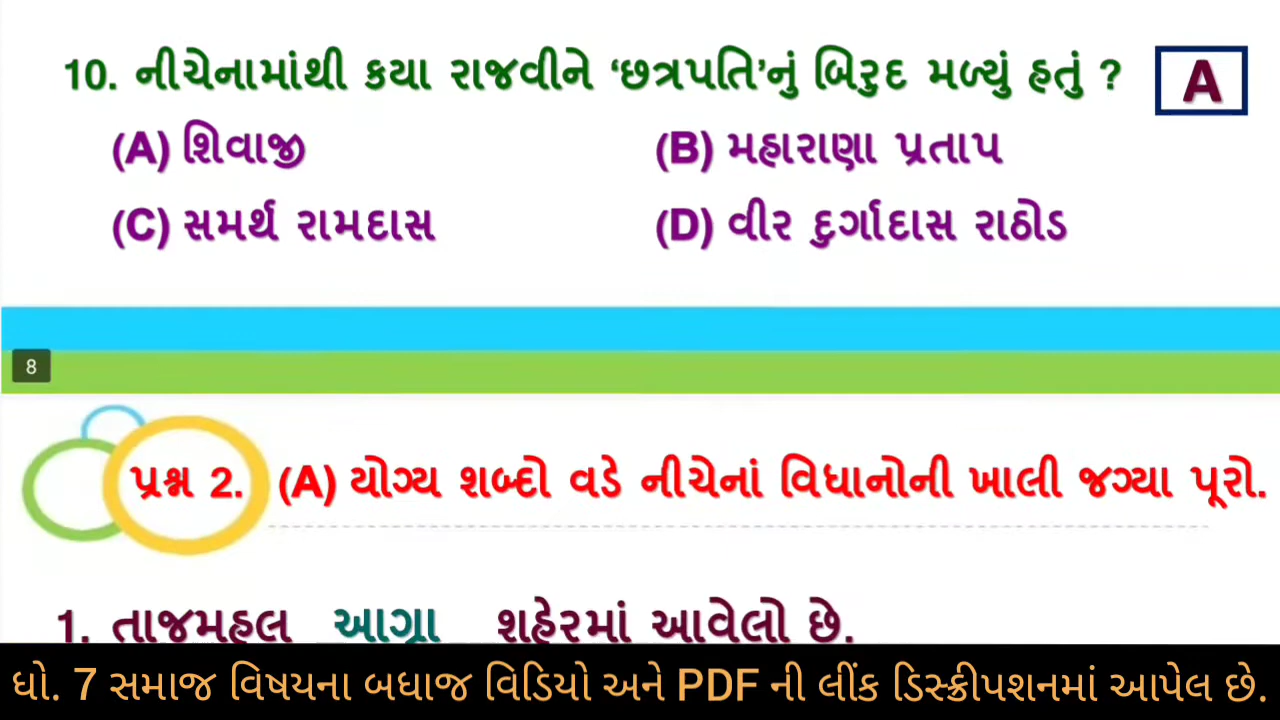 10. નીચેનામાંથી કયા રાજવીને ‘છત્રપતિ’નું બિરુદ મળ્યું હતું ? A
(A) શિવાજી (B) મહારાણા પ્રતાપ
(C) સમર્થ રામદાસ (D) વીર દુર્ગાદાસ રાઠોડ
8
પ્રશ્ન 2. (A) યોગ્ય શબ્દો વડે નીચેનાં વિધાનોની ખાલી જગ્યા પૂરો.
1. તાજમહલ આગ્રા શહેરમાં આવેલો છે.
ધો. 7 સમાજ વિષયના બધાજ વિડિયો અને PDF ની લીંક ડિસ્ક્રીપશનમાં આપેલ છે.